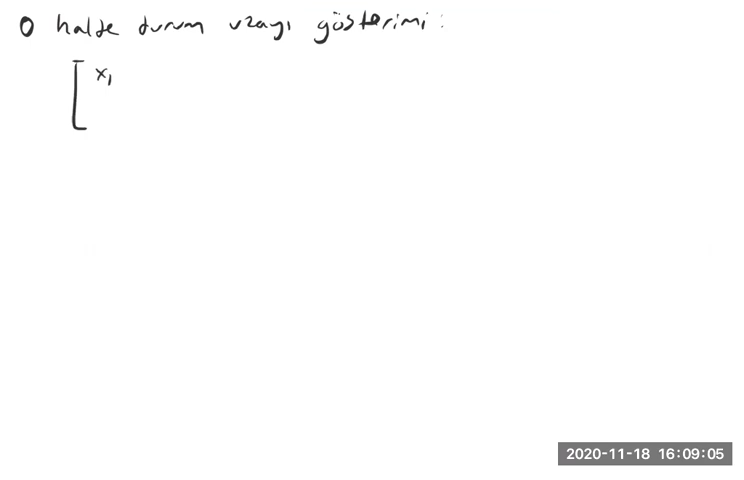 O halde durum uzayı gösterimi:
[ x₁
2020-11-18 16:09:05